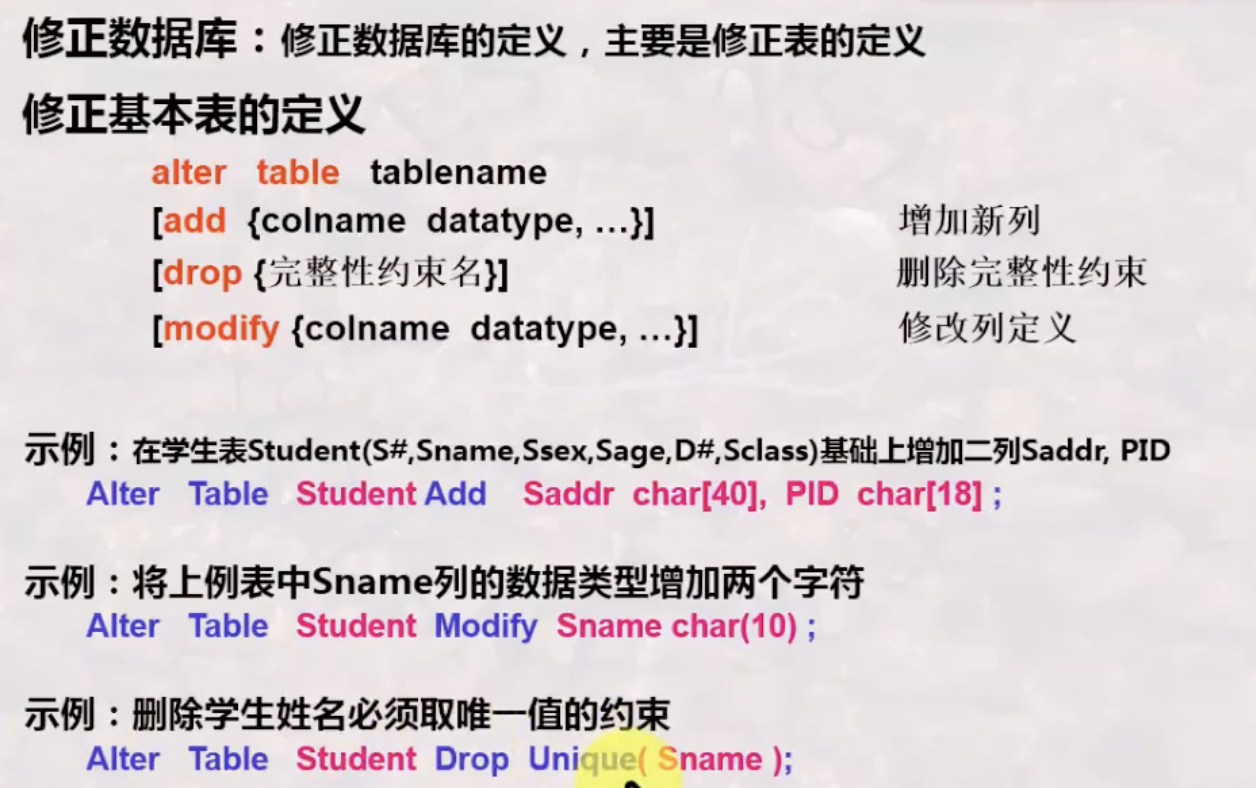 修正数据库：修正数据库的定义，主要是修正表的定义
修正基本表的定义
alter table tablename
[add {colname datatype, …}] 增加新列
[drop {完整性约束名}] 删除完整性约束
[modify {colname datatype, …}] 修改列定义
示例：在学生表Student(S#,Sname,Ssex,Sage,D#,Sclass)基础上增加二列Saddr, PID
Alter Table Student Add Saddr char[40], PID char[18] ;
示例：将上例表中Sname列的数据类型增加两个字符
Alter Table Student Modify Sname char(10) ;
示例：删除学生姓名必须取唯一值的约束
Alter Table Student Drop Unique( Sname );